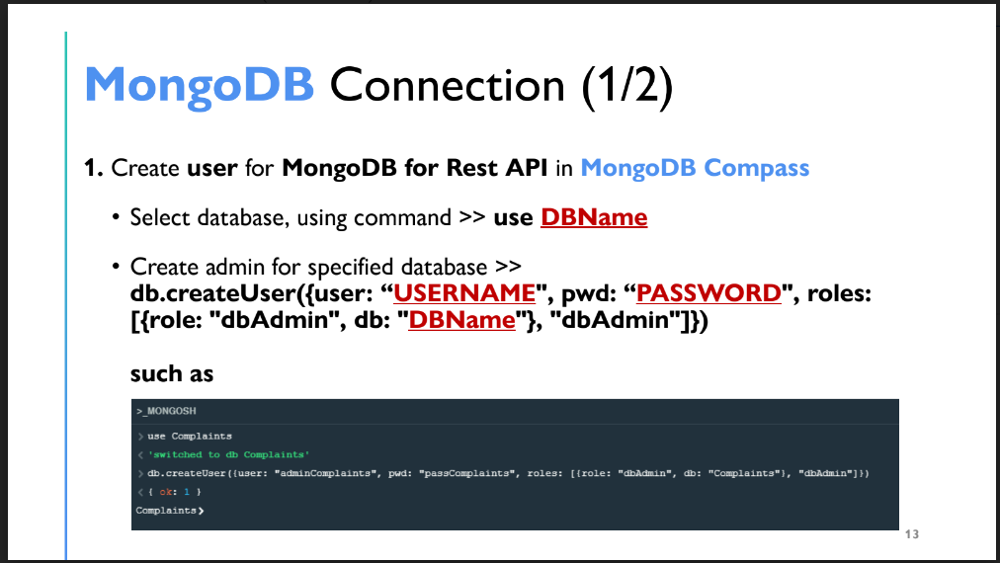 MongoDB Connection (1/2)
1. Create user for MongoDB for Rest API in MongoDB Compass
• Select database, using command >> use DBName
• Create admin for specified database >>
db.createUser({user: “USERNAME", pwd: “PASSWORD", roles:
[{role: "dbAdmin", db: "DBName"}, "dbAdmin"]})
such as
>_MONGOSH
> use Complaints
< 'switched to db Complaints'
> db.createUser({user: "adminComplaints", pwd: "passComplaints", roles: [{role: "dbAdmin", db: "Complaints"}, "dbAdmin"]})
< { ok: 1 }
Complaints>
13